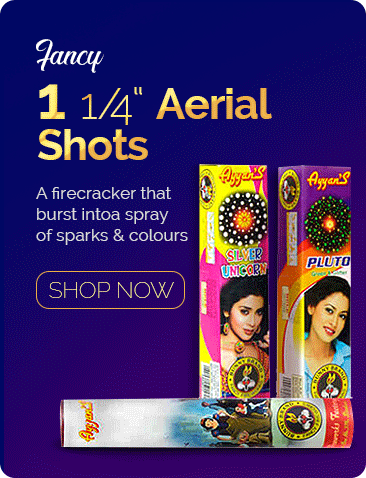 Fancy
1 1/4" Aerial
Shots
A firecracker that
burst intoa spray
of sparks & colours
SHOP NOW
Ayyan'S
SILVER
UNICORN
Ayyan'S
PLUTO
Ayyan's